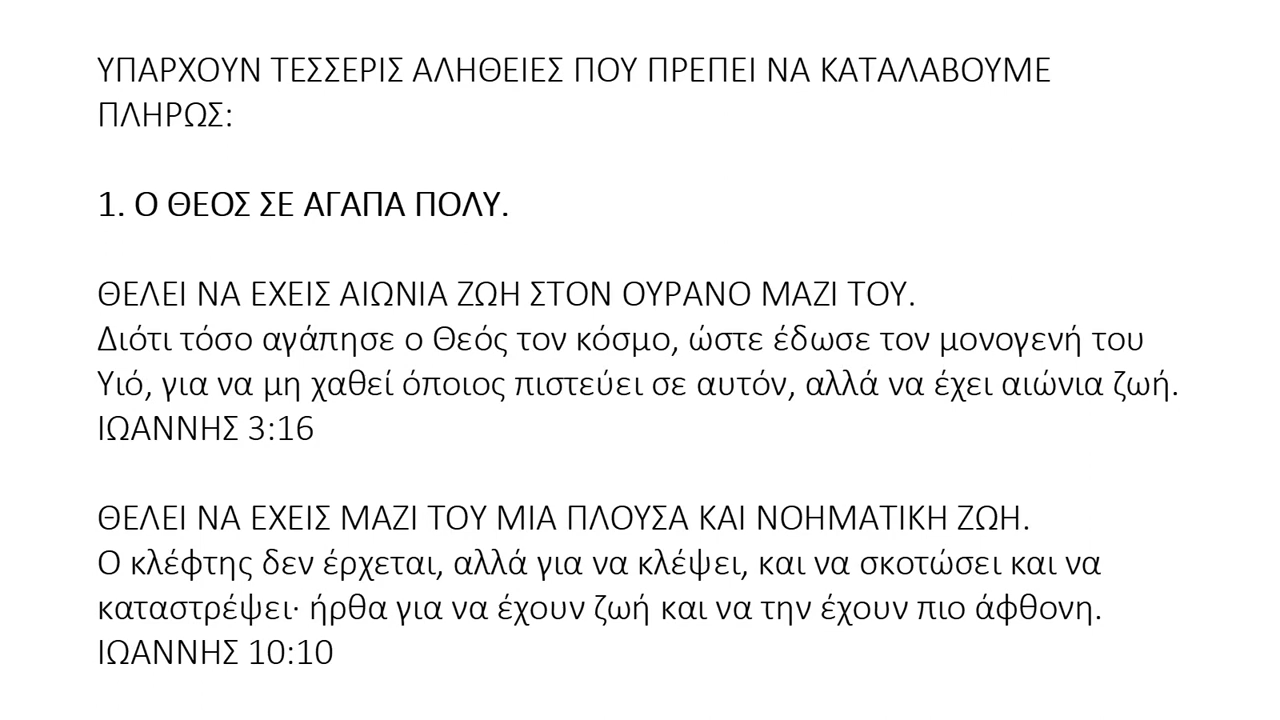 ΥΠΑΡΧΟΥΝ ΤΕΣΣΕΡΙΣ ΑΛΗΘΕΙΕΣ ΠΟΥ ΠΡΕΠΕΙ ΝΑ ΚΑΤΑΛΑΒΟΥΜΕ
ΠΛΗΡΩΣ:
1. Ο ΘΕΟΣ ΣΕ ΑΓΑΠΑ ΠΟΛΥ.
ΘΕΛΕΙ ΝΑ ΕΧΕΙΣ ΑΙΩΝΙΑ ΖΩΗ ΣΤΟΝ ΟΥΡΑΝΟ ΜΑΖΙ ΤΟΥ.
Διότι τόσο αγάπησε ο Θεός τον κόσμο, ώστε έδωσε τον μονογενή του
Υιό, για να μη χαθεί όποιος πιστεύει σε αυτόν, αλλά να έχει αιώνια ζωή.
ΙΩΑΝΝΗΣ 3:16
ΘΕΛΕΙ ΝΑ ΕΧΕΙΣ ΜΑΖΙ ΤΟΥ ΜΙΑ ΠΛΟΥΣΑ ΚΑΙ ΝΟΗΜΑΤΙΚΗ ΖΩΗ.
Ο κλέφτης δεν έρχεται, αλλά για να κλέψει, και να σκοτώσει και να
καταστρέψει· ήρθα για να έχουν ζωή και να την έχουν πιο άφθονη.
ΙΩΑΝΝΗΣ 10:10